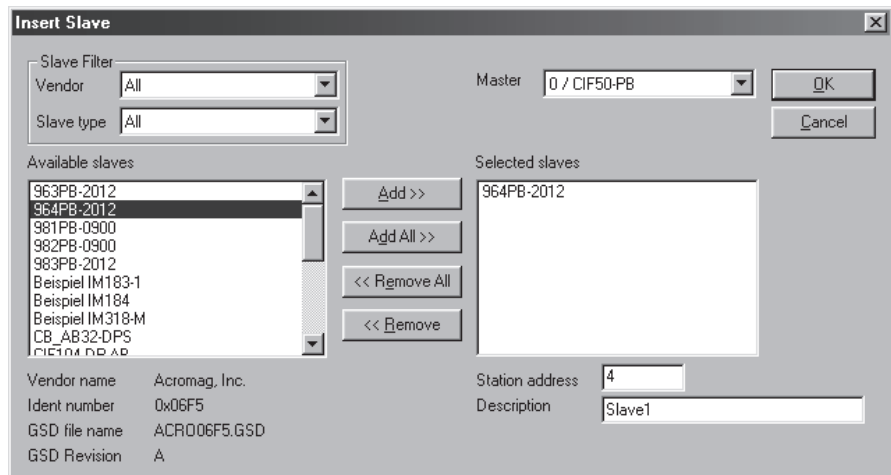 Insert Slave
Slave Filter
Vendor All
Slave type All
Master 0 / CIF50-PB
OK
Cancel
Available slaves
963PB-2012
964PB-2012
981PB-0900
982PB-0900
983PB-2012
Beispiel IM183-1
Beispiel IM184
Beispiel IM318-M
CB_AB32-DPS
CIF104-DP AB
Add >>
Add All >>
<< Remove All
<< Remove
Selected slaves
964PB-2012
Vendor name Acromag, Inc.
Ident number 0x06F5
GSD file name ACRO06F5.GSD
GSD Revision A
Station address 4
Description Slave1